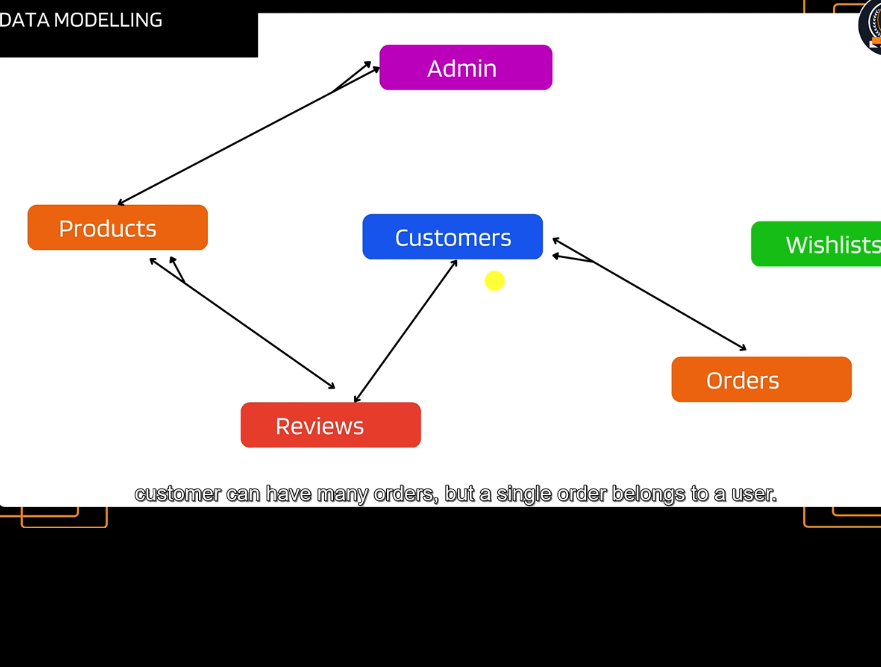 DATA MODELLING
Admin
Products
Customers
Wishlists
Orders
Reviews
customer can have many orders, but a single order belongs to a user.